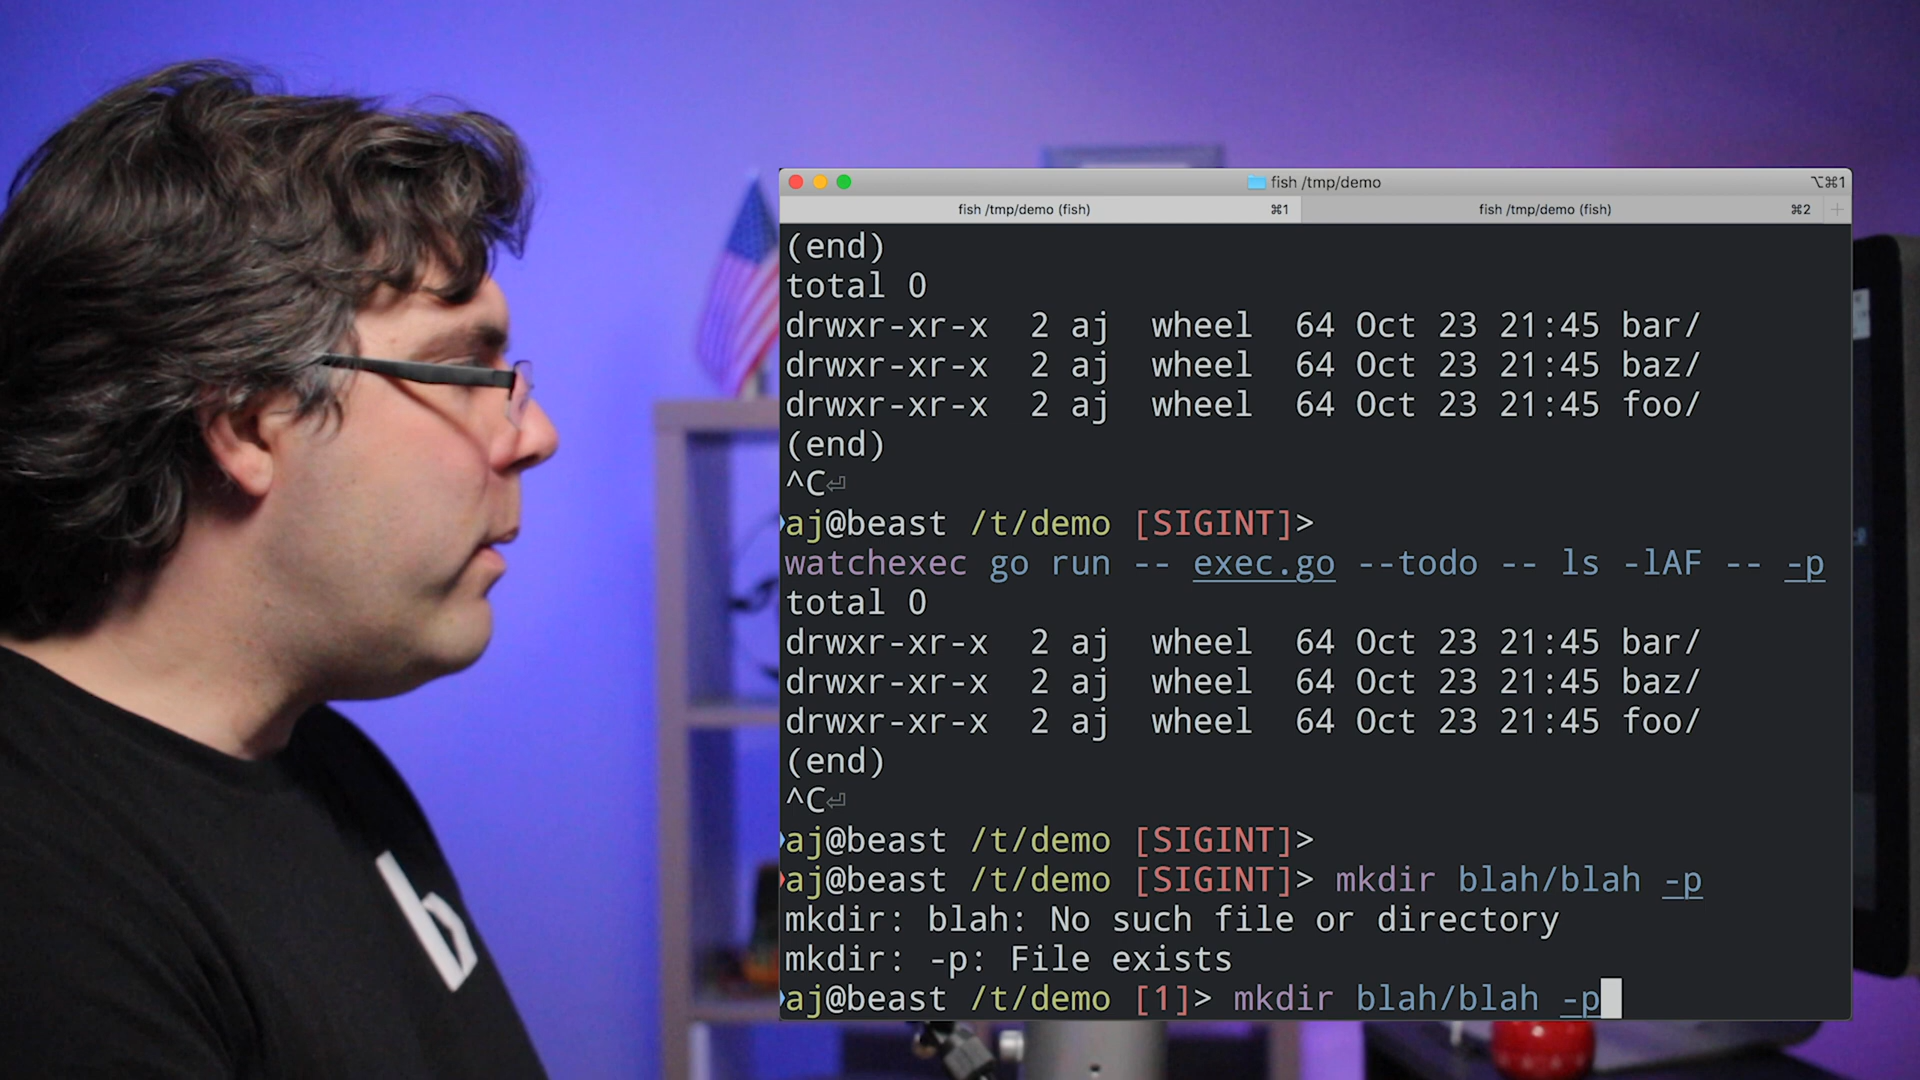 fish /tmp/demo ⌥⌘1
fish /tmp/demo (fish) ⌘1 fish /tmp/demo (fish) ⌘2 +
(end)
total 0
drwxr-xr-x 2 aj wheel 64 Oct 23 21:45 bar/
drwxr-xr-x 2 aj wheel 64 Oct 23 21:45 baz/
drwxr-xr-x 2 aj wheel 64 Oct 23 21:45 foo/
(end)
^C⏎
aj@beast /t/demo [SIGINT]>
watchexec go run -- exec.go --todo -- ls -lAF -- -p
total 0
drwxr-xr-x 2 aj wheel 64 Oct 23 21:45 bar/
drwxr-xr-x 2 aj wheel 64 Oct 23 21:45 baz/
drwxr-xr-x 2 aj wheel 64 Oct 23 21:45 foo/
(end)
^C⏎
aj@beast /t/demo [SIGINT]>
aj@beast /t/demo [SIGINT]> mkdir blah/blah -p
mkdir: blah: No such file or directory
mkdir: -p: File exists
aj@beast /t/demo [1]> mkdir blah/blah -p
b